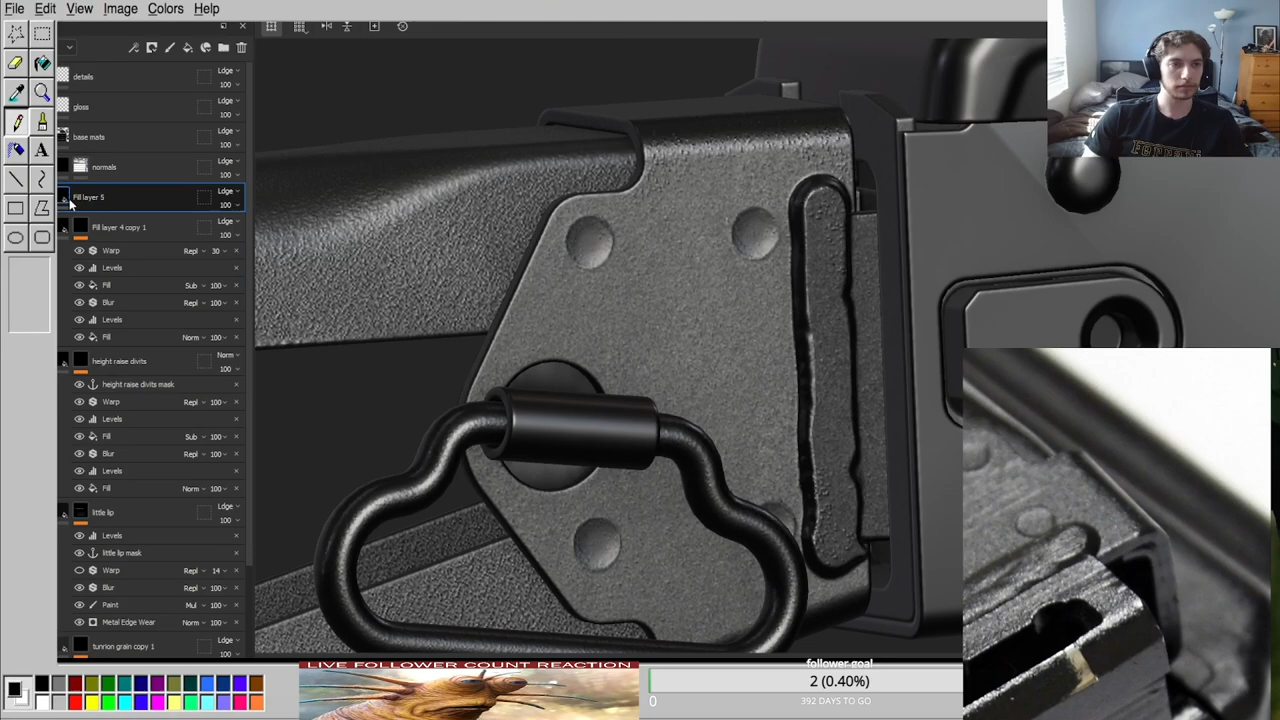 File Edit View Image Colors Help
details Ldge 100
gloss Ldge 100
base mats Ldge 100
normals Ldge 100
Fill layer 5 Ldge 100
Fill layer 4 copy 1 Ldge 100
Warp Repl 30
Levels
Fill Sub 100
Blur Repl 100
Levels
Fill Norm 100
height raise divits Norm 100
height raise divits mask
Warp Repl 100
Levels
Fill Sub 100
Blur Repl 100
Levels
Fill Norm 100
little lip Ldge 100
Levels
little lip mask
Warp Repl 14
Blur Repl 100
Paint Mul 100
Metal Edge Wear Norm 100
tunrion grain copy 1 Ldge 100
A
LIVE FOLLOWER COUNT REACTION
follower goal
2 (0.40%)
0
392 DAYS TO GO